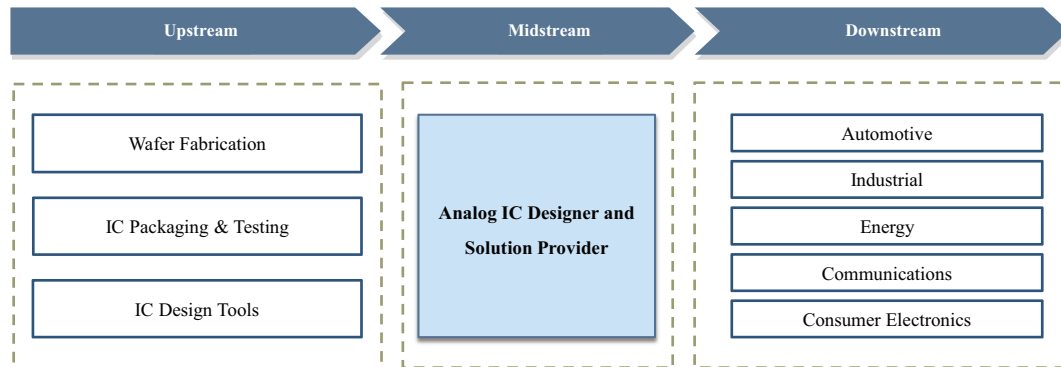 Upstream
Midstream
Downstream
Wafer Fabrication
IC Packaging & Testing
IC Design Tools
Analog IC Designer and
Solution Provider
Automotive
Industrial
Energy
Communications
Consumer Electronics